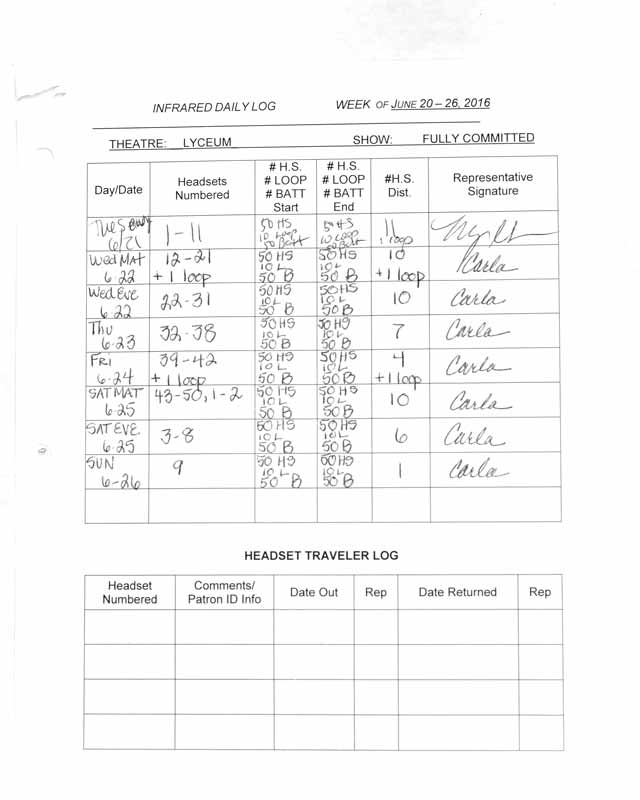 INFRARED DAILY LOG WEEK OF JUNE 20 – 26, 2016
THEATRE: LYCEUM SHOW: FULLY COMMITTED
Day/Date Headsets Numbered # H.S. # LOOP # BATT Start # H.S. # LOOP # BATT End #H.S. Dist. Representative Signature
6/21 1-11 50 HS 10 Loop 50 Batt 50 HS 10 Loop 50 Batt 11 1 loop
Wed MAT 6-22 12-21 + 1 loop 50 HS 10 L 50 B 50 HS 10 L 50 B 10 + 1 loop Carla
Wed Eve 6-22 22-31 50 HS 10 L 50 B 50 HS 10 L 50 B 10 Carla
Thu 6-23 32-38 50 HS 10 L 50 B 50 HS 10 L 50 B 7 Carla
FRI 6-24 39-42 + 1 loop 50 HS 10 L 50 B 50 HS 10 L 50 B 4 + 1 loop Carla
SAT MAT 6-25 43-50, 1-2 50 HS 10 L 50 B 50 HS 10 L 50 B 10 Carla
SAT EVE. 6-25 3-8 50 HS 10 L 50 B 50 HS 10 L 50 B 6 Carla
SUN 6-26 9 50 HS 10 L 50 B 50 HS 10 L 50 B 1 Carla
HEADSET TRAVELER LOG
Headset Numbered Comments/ Patron ID Info Date Out Rep Date Returned Rep